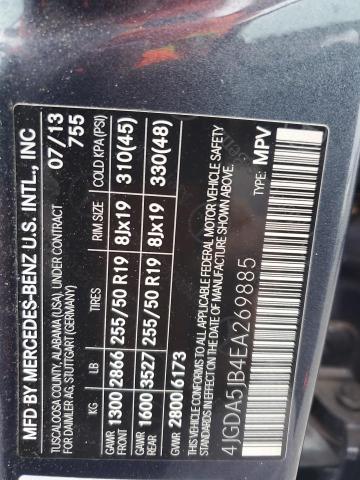 MFD BY MERCEDES-BENZ U.S. INTL., INC
TUSCALOOSA COUNTY, ALABAMA (USA) UNDER CONTRACT
FOR DAIMLER AG, STUTTGART (GERMANY)
07/13
755
KG LB TIRES RIM SIZE COLD KPA (PSI)
GAWR FRONT 1300 2866 255/50 R19 8Jx19 310(45)
GAWR REAR 1600 3527 255/50 R19 8Jx19 330(48)
GVWR 2800 6173
THIS VEHICLE CONFORMS TO ALL APPLICABLE FEDERAL MOTOR VEHICLE SAFETY
STANDARDS IN EFFECT ON THE DATE OF MANUFACTURE SHOWN ABOVE.
4JGDA5JB4EA269885 TYPE: MPV